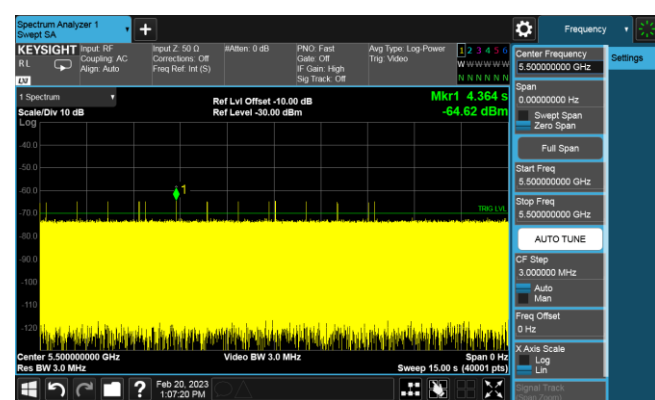 Spectrum Analyzer 1
Swept SA
Frequency
KEYSIGHT
RL
LXI
Input: RF
Coupling: AC
Align: Auto
Input Z: 50 Ω
Corrections: Off
Freq Ref: Int (S)
#Atten: 0 dB
PNO: Fast
Gate: Off
IF Gain: High
Sig Track: Off
Avg Type: Log-Power
Trig: Video
1 2 3 4 5 6
W W W W W W
N N N N N N
1 Spectrum
Scale/Div 10 dB
Log
Ref Lvl Offset -10.00 dB
Ref Level -30.00 dBm
Mkr1 4.364 s
-64.62 dBm
1
-40.0
-50.0
-60.0
-70.0
TRIG LVL
-80.0
-90.0
-100
-110
-120
Center 5.500000000 GHz
Res BW 3.0 MHz
Video BW 3.0 MHz
Span 0 Hz
Sweep 15.00 s (40001 pts)
?
Feb 20, 2023
1:07:20 PM
Center Frequency
5.500000000 GHz
Settings
Span
0.00000000 Hz
Swept Span
Zero Span
Full Span
Start Freq
5.500000000 GHz
Stop Freq
5.500000000 GHz
AUTO TUNE
CF Step
3.000000 MHz
Auto
Man
Freq Offset
0 Hz
X Axis Scale
Log
Lin
Signal Track
(Span Zoom)